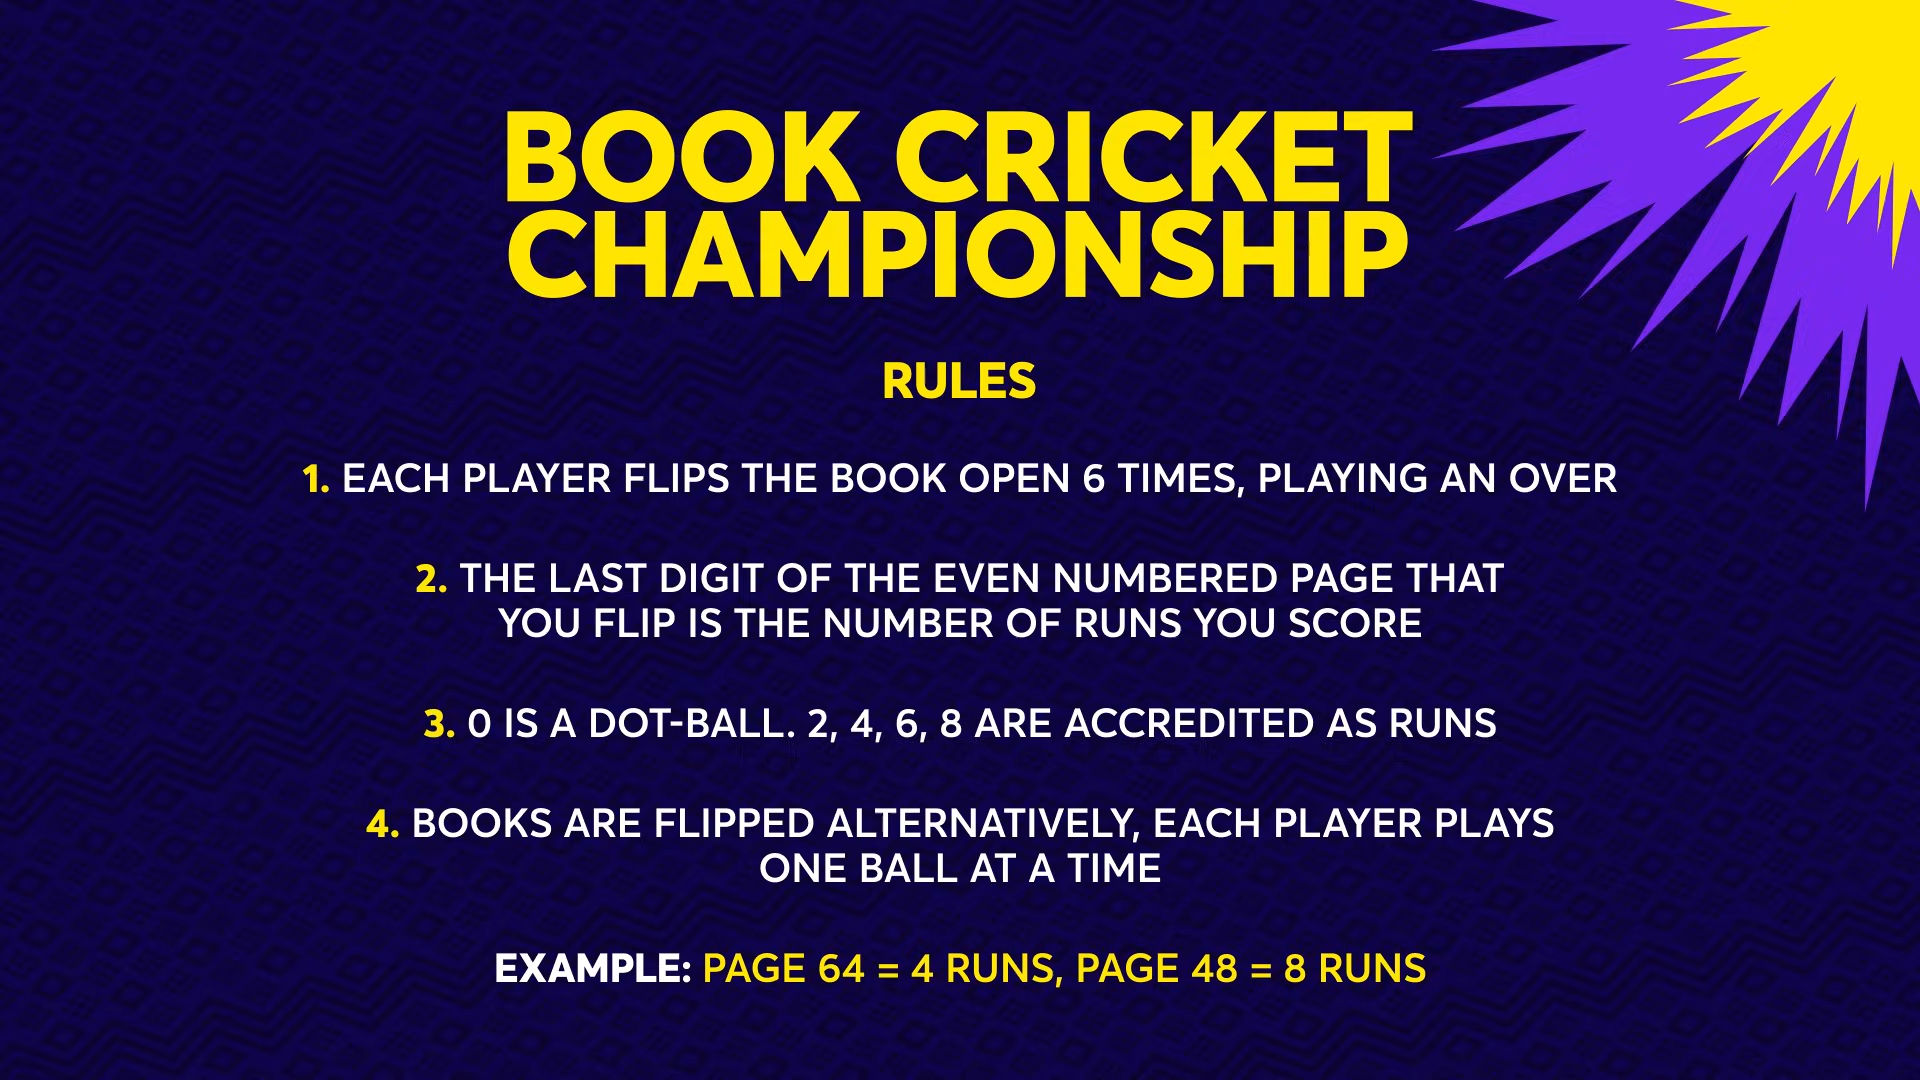 BOOK CRICKET
CHAMPIONSHIP
RULES
1. EACH PLAYER FLIPS THE BOOK OPEN 6 TIMES, PLAYING AN OVER
2. THE LAST DIGIT OF THE EVEN NUMBERED PAGE THAT
YOU FLIP IS THE NUMBER OF RUNS YOU SCORE
3. 0 IS A DOT-BALL. 2, 4, 6, 8 ARE ACCREDITED AS RUNS
4. BOOKS ARE FLIPPED ALTERNATIVELY, EACH PLAYER PLAYS
ONE BALL AT A TIME
EXAMPLE: PAGE 64 = 4 RUNS, PAGE 48 = 8 RUNS